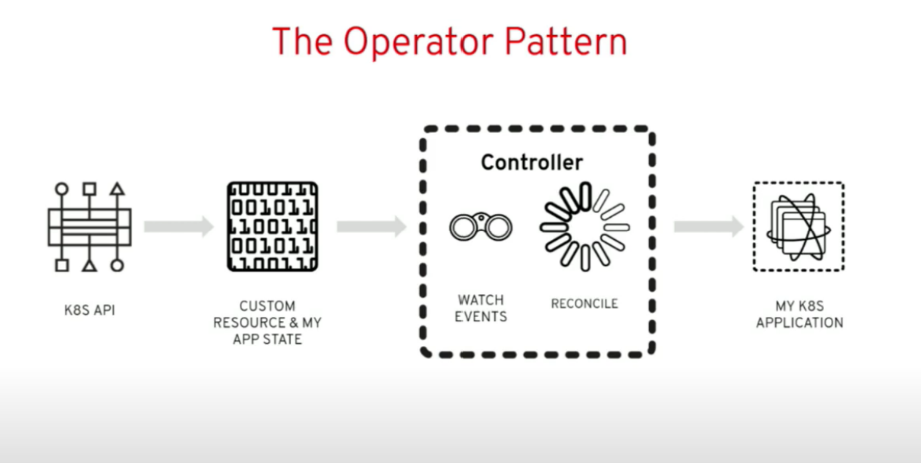 The Operator Pattern
Controller
K8S API
CUSTOM
RESOURCE & MY
APP STATE
WATCH
EVENTS
RECONCILE
MY K8S
APPLICATION